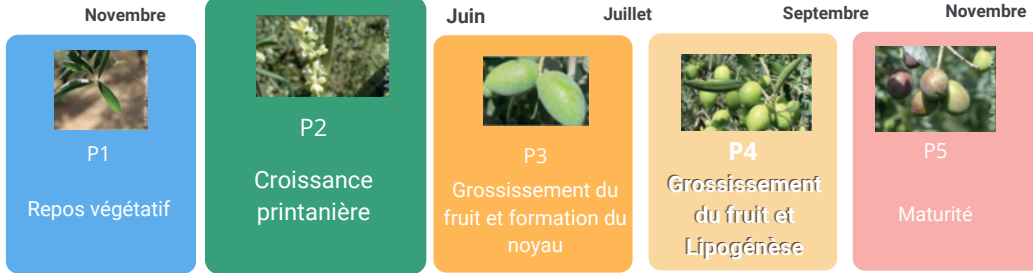 Novembre
Juin
Juillet
Septembre
Novembre
P1
Repos végétatif
P2
Croissance
printanière
P3
Grossissement du
fruit et formation du
noyau
P4
Grossissement
du fruit et
Lipogénèse
P5
Maturité